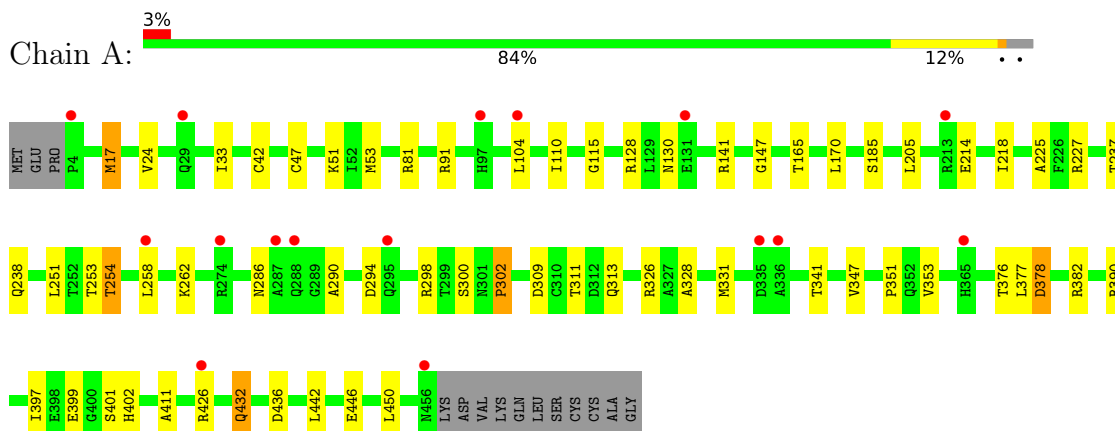 3%
Chain A:
84% 12% • •
MET GLU PRO P4 M17 V24 Q29 I33 C42 C47 K51 I52 M53 R81 R91 H97 L104 I110 G115 R128 L129 N130 E131 R141 G147 T165 L170 S185 L205 R213 E214 I218 A225 F226 R227 T237
Q238 L251 T252 T253 T254 L258 K262 R274 N286 A287 Q288 G289 A290 D294 Q295 R298 T299 S300 N301 P302 D309 C310 T311 D312 Q313 R326 A327 A328 M331 D335 A336 T341 V347 P351 Q352 V353 H365 T376 L377 D378 R382
I397 E398 E399 G400 S401 H402 A411 R426 Q432 D436 L442 E446 L450 N456 LYS ASP VAL LYS GLN LEU SER CYS CYS ALA GLY